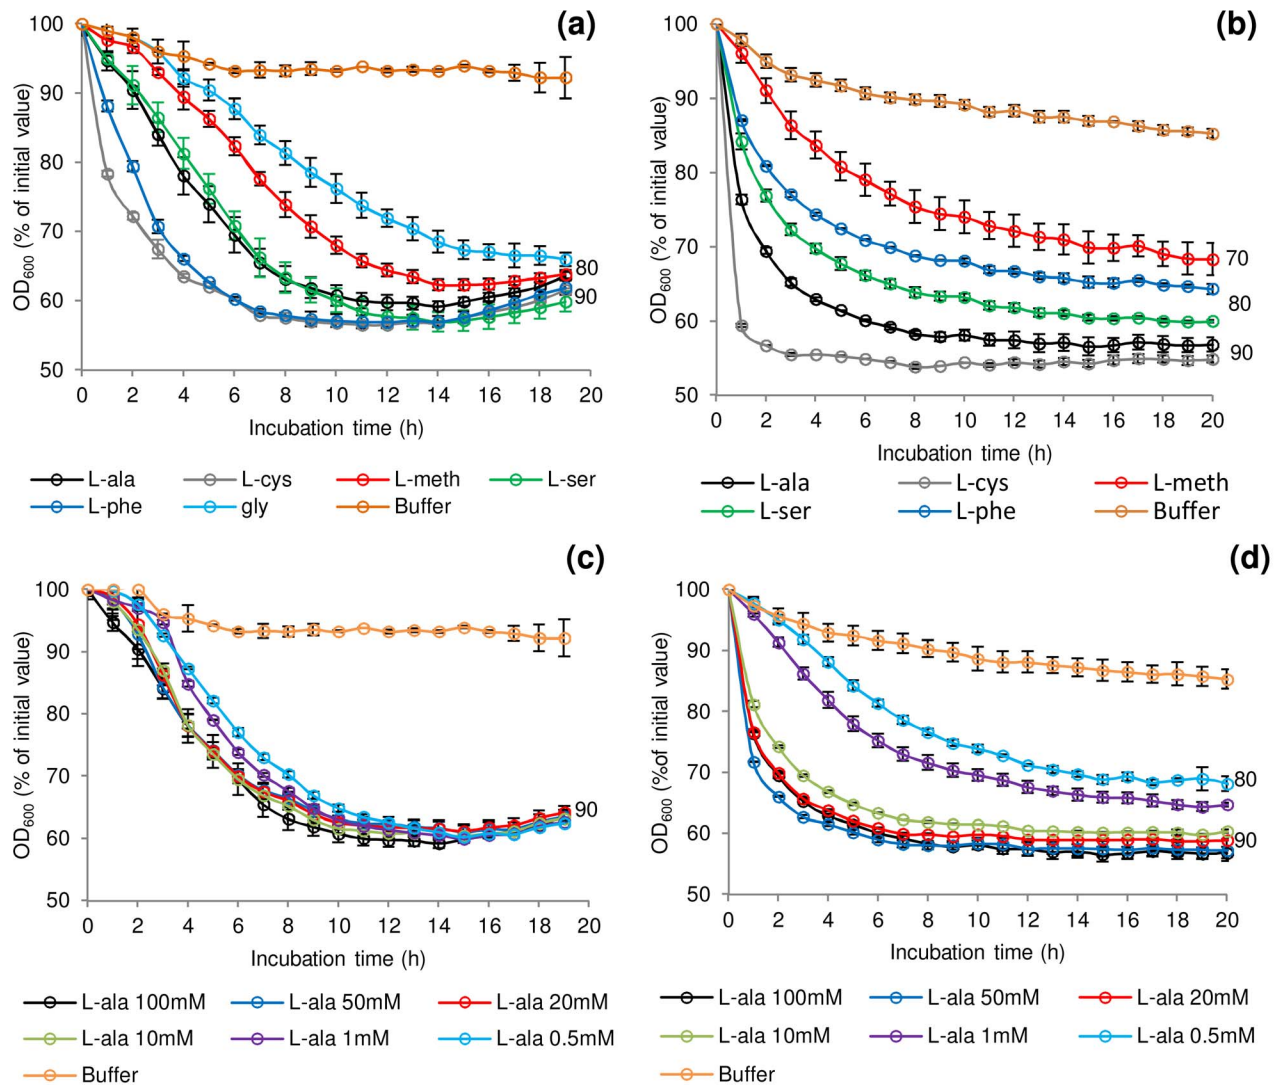 (a)
100
90
80
70
60
50
OD600 (% of initial value)
80
90
0 2 4 6 8 10 12 14 16 18 20
Incubation time (h)
L-ala L-cys L-meth L-ser
L-phe gly Buffer
(b)
100
90
80
70
60
50
OD600 (% of initial value)
70
80
90
0 2 4 6 8 10 12 14 16 18 20
Incubation time (h)
L-ala L-cys L-meth
L-ser L-phe Buffer
(c)
100
90
80
70
60
50
OD600 (% of initial value)
90
0 2 4 6 8 10 12 14 16 18 20
Incubation time (h)
L-ala 100mM L-ala 50mM L-ala 20mM
L-ala 10mM L-ala 1mM L-ala 0.5mM
Buffer
(d)
100
90
80
70
60
50
OD600 (%of initial value)
80
90
0 2 4 6 8 10 12 14 16 18 20
Incubation time (h)
L-ala 100mM L-ala 50mM L-ala 20mM
L-ala 10mM L-ala 1mM L-ala 0.5mM
Buffer